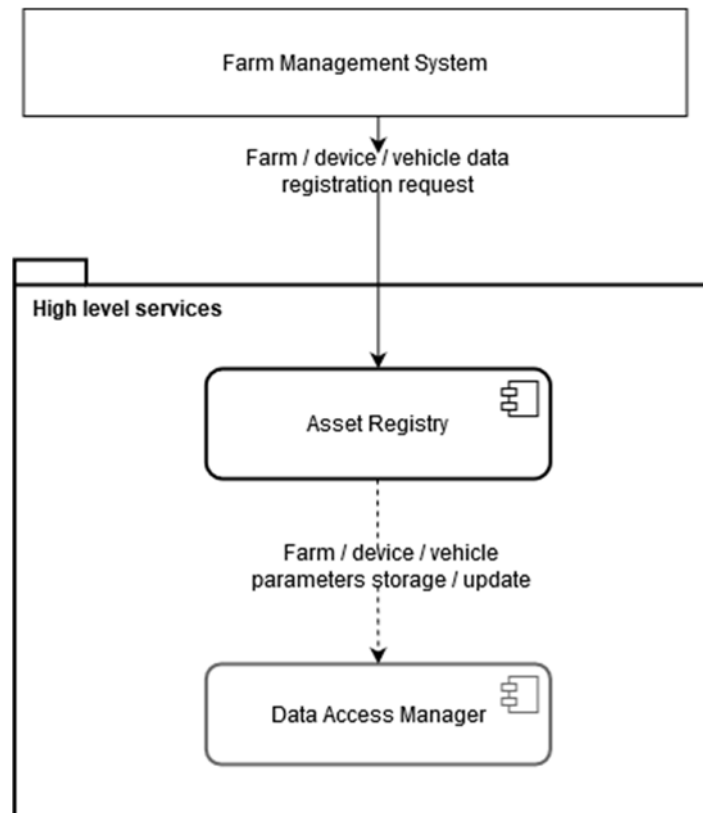 Farm Management System
Farm / device / vehicle data
registration request
High level services
Asset Registry
Farm / device / vehicle
parameters storage / update
Data Access Manager